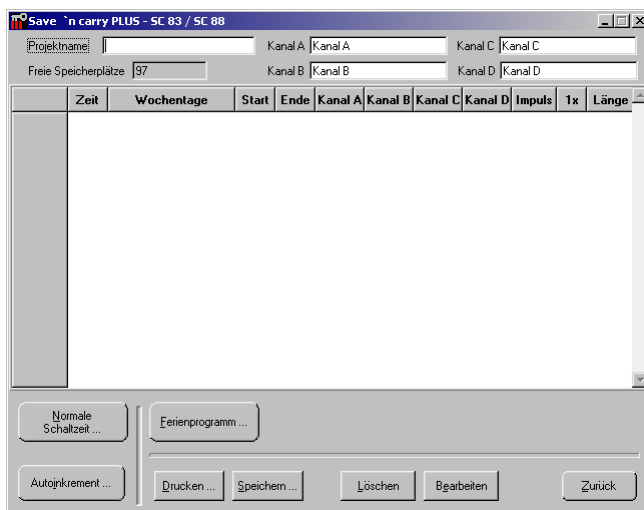 Save `n carry PLUS - SC 83 / SC 88
Projektname Kanal A Kanal A Kanal C Kanal C
Freie Speicherplätze 97 Kanal B Kanal B Kanal D Kanal D
Zeit Wochentage Start Ende Kanal A Kanal B Kanal C Kanal D Impuls 1x Länge
Normale
Schaltzeit ...
Ferienprogramm ...
Autoinkrement ...
Drucken ... Speichern ... Löschen Bearbeiten Zurück